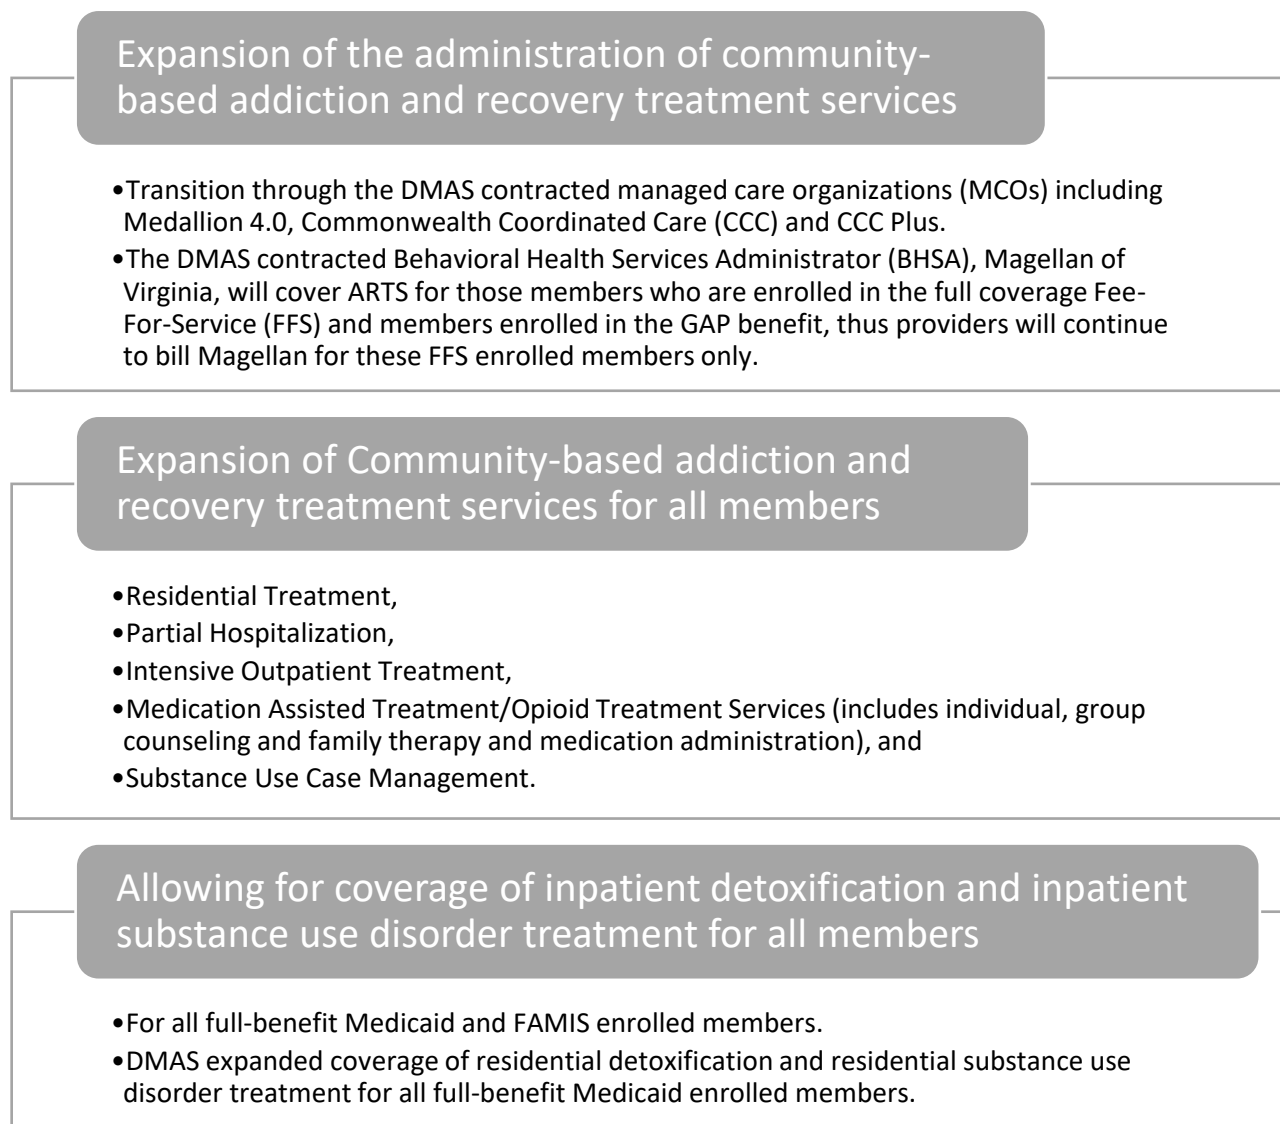 Expansion of the administration of community-
based addiction and recovery treatment services
•Transition through the DMAS contracted managed care organizations (MCOs) including
Medallion 4.0, Commonwealth Coordinated Care (CCC) and CCC Plus.
•The DMAS contracted Behavioral Health Services Administrator (BHSA), Magellan of
Virginia, will cover ARTS for those members who are enrolled in the full coverage Fee-
For-Service (FFS) and members enrolled in the GAP benefit, thus providers will continue
to bill Magellan for these FFS enrolled members only.
Expansion of Community-based addiction and
recovery treatment services for all members
•Residential Treatment,
•Partial Hospitalization,
•Intensive Outpatient Treatment,
•Medication Assisted Treatment/Opioid Treatment Services (includes individual, group
counseling and family therapy and medication administration), and
•Substance Use Case Management.
Allowing for coverage of inpatient detoxification and inpatient
substance use disorder treatment for all members
•For all full-benefit Medicaid and FAMIS enrolled members.
•DMAS expanded coverage of residential detoxification and residential substance use
disorder treatment for all full-benefit Medicaid enrolled members.